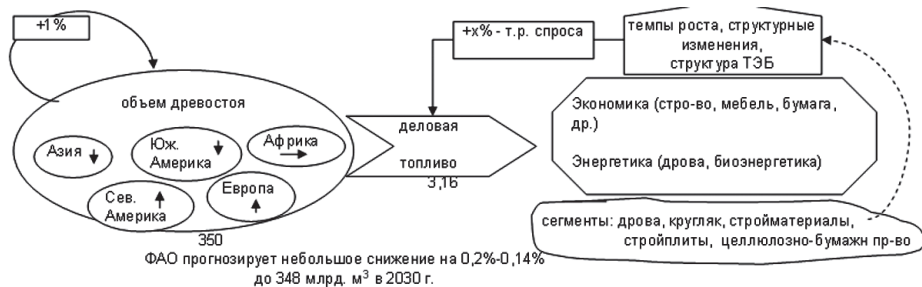 +1%
+x% - т.р. спроса
темпы роста, структурные
изменения,
структура ТЭБ
объем древостоя
Азия
Юж.
Америка
Африка
Сев.
Америка
Европа
350
деловая
топливо
3,16
Экономика (стро-во, мебель, бумага,
др.)
Энергетика (дрова, биоэнергетика)
сегменты: дрова, кругляк, стройматериалы,
стройплиты, целлюлозно-бумажн пр-во
ФАО прогнозирует небольшое снижение на 0,2%-0,14%
до 348 млрд. м³ в 2030 г.